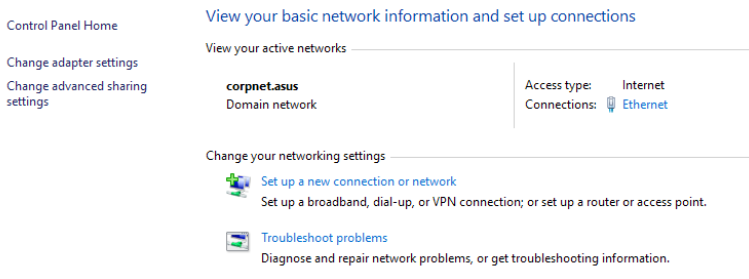 Control Panel Home
Change adapter settings
Change advanced sharing
settings
View your basic network information and set up connections
View your active networks
corpnet.asus
Domain network
Access type: Internet
Connections: Ethernet
Change your networking settings
Set up a new connection or network
Set up a broadband, dial-up, or VPN connection; or set up a router or access point.
Troubleshoot problems
Diagnose and repair network problems, or get troubleshooting information.